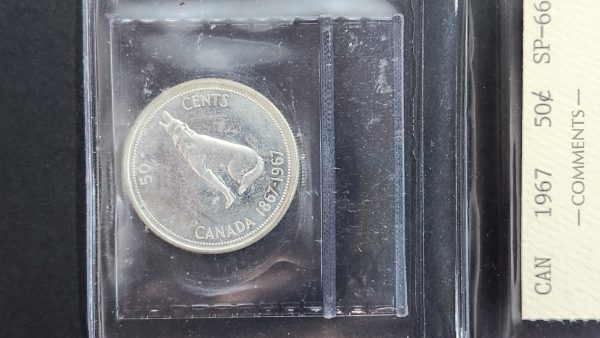 50 CENTS
CANADA 1867-1967
CAN 1967 50¢ SP-66
— COMMENTS —